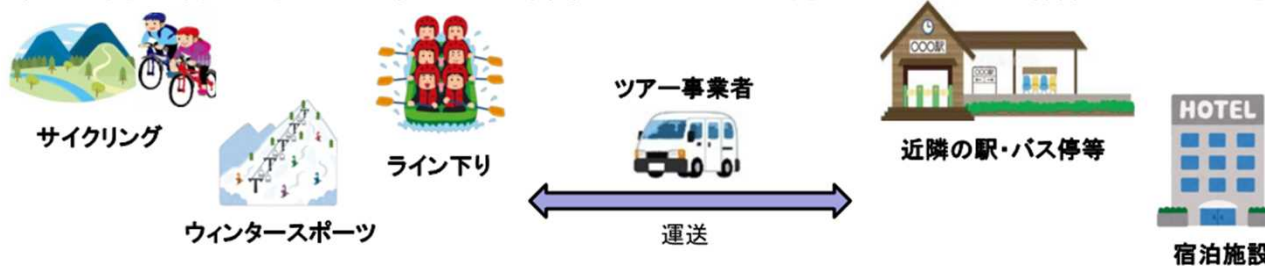 サイクリング
ウィンタースポーツ
ライン下り
ツアー事業者
運送
○○○駅
○○○駅
近隣の駅・バス停等
HOTEL
宿泊施設